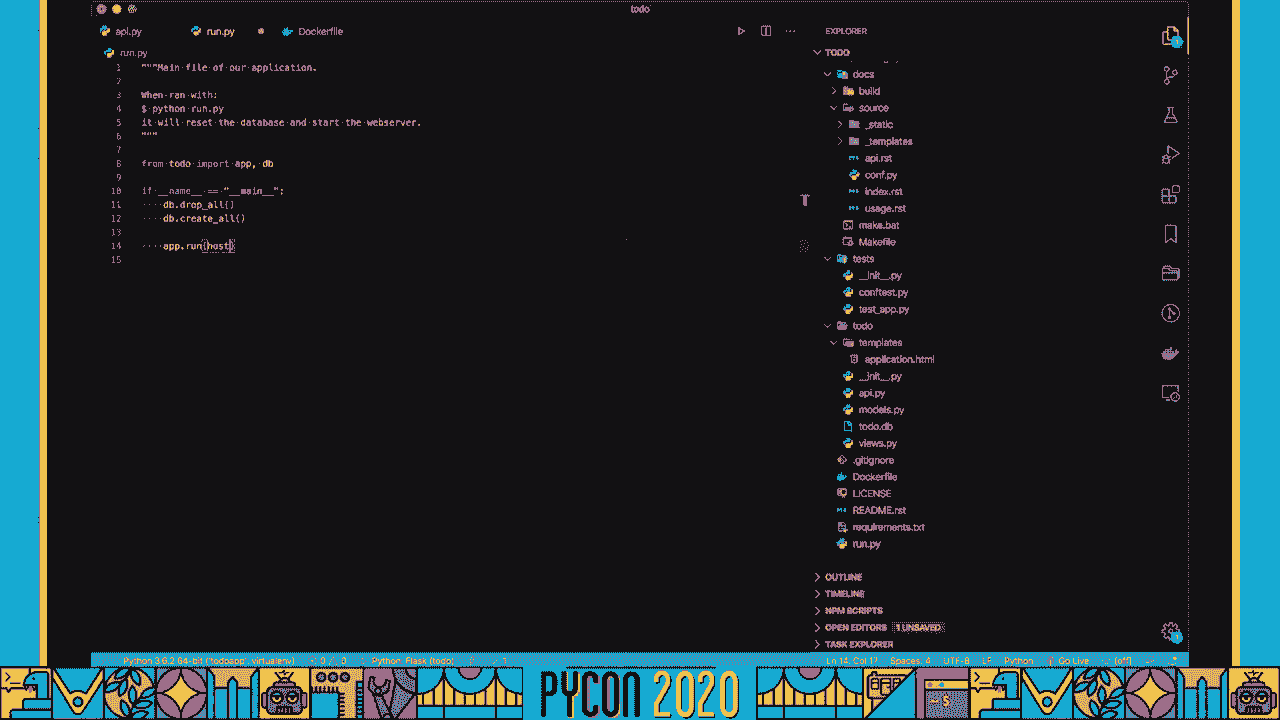 todo
api.py
run.py
Dockerfile
EXPLORER
run.py
TODO
1 """Main file of our application.
2
3 When ran with:
4 $ python run.py
5 it will reset the database and start the webserver.
6 """
7
8 from todo import app, db
9
10 if __name__ == "__main__":
11 db.drop_all()
12 db.create_all()
13
14 app.run(host)
15
docs
build
source
_static
_templates
api.rst
conf.py
index.rst
usage.rst
make.bat
Makefile
tests
__init__.py
conftest.py
test_app.py
todo
templates
application.html
__init__.py
api.py
models.py
todo.db
views.py
.gitignore
Dockerfile
LICENSE
README.rst
requirements.txt
run.py
OUTLINE
TIMELINE
NPM SCRIPTS
OPEN EDITORS 1 UNSAVED
TASK EXPLORER
64-bit ('todoapp': virtualenv) Python: Flask (todo) Ln 14, Col 17 Spaces: 4 UTF-8 LF Python Go Live [off]
PYCON 2020